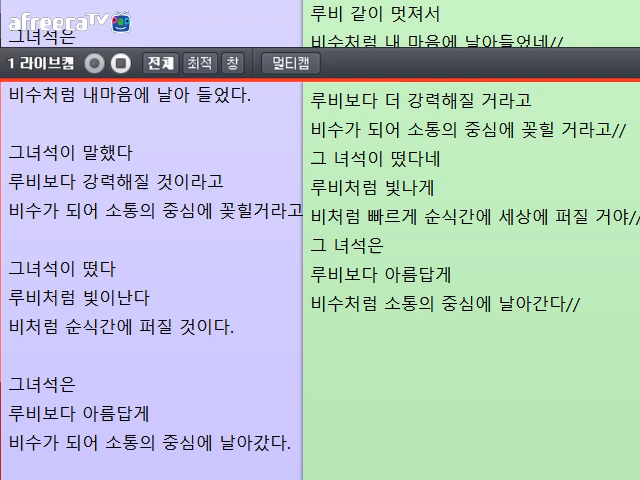 afreecaTV
그녀석은
루비 같이 멋져서
비수처럼 내 마음에 날아들었네//
1 라이브캠 전체 최적 창 멀티캠
비수처럼 내마음에 날아 들었다.
그녀석이 말했다
루비보다 강력해질 것이라고
비수가 되어 소통의 중심에 꽂힐거라고
그녀석이 떴다
루비처럼 빛이난다
비처럼 순식간에 퍼질 것이다.
그녀석은
루비보다 아름답게
비수가 되어 소통의 중심에 날아갔다.
루비보다 더 강력해질 거라고
비수가 되어 소통의 중심에 꽂힐 거라고//
그 녀석이 떴다네
루비처럼 빛나게
비처럼 빠르게 순식간에 세상에 퍼질 거야//
그 녀석은
루비보다 아름답게
비수처럼 소통의 중심에 날아간다//